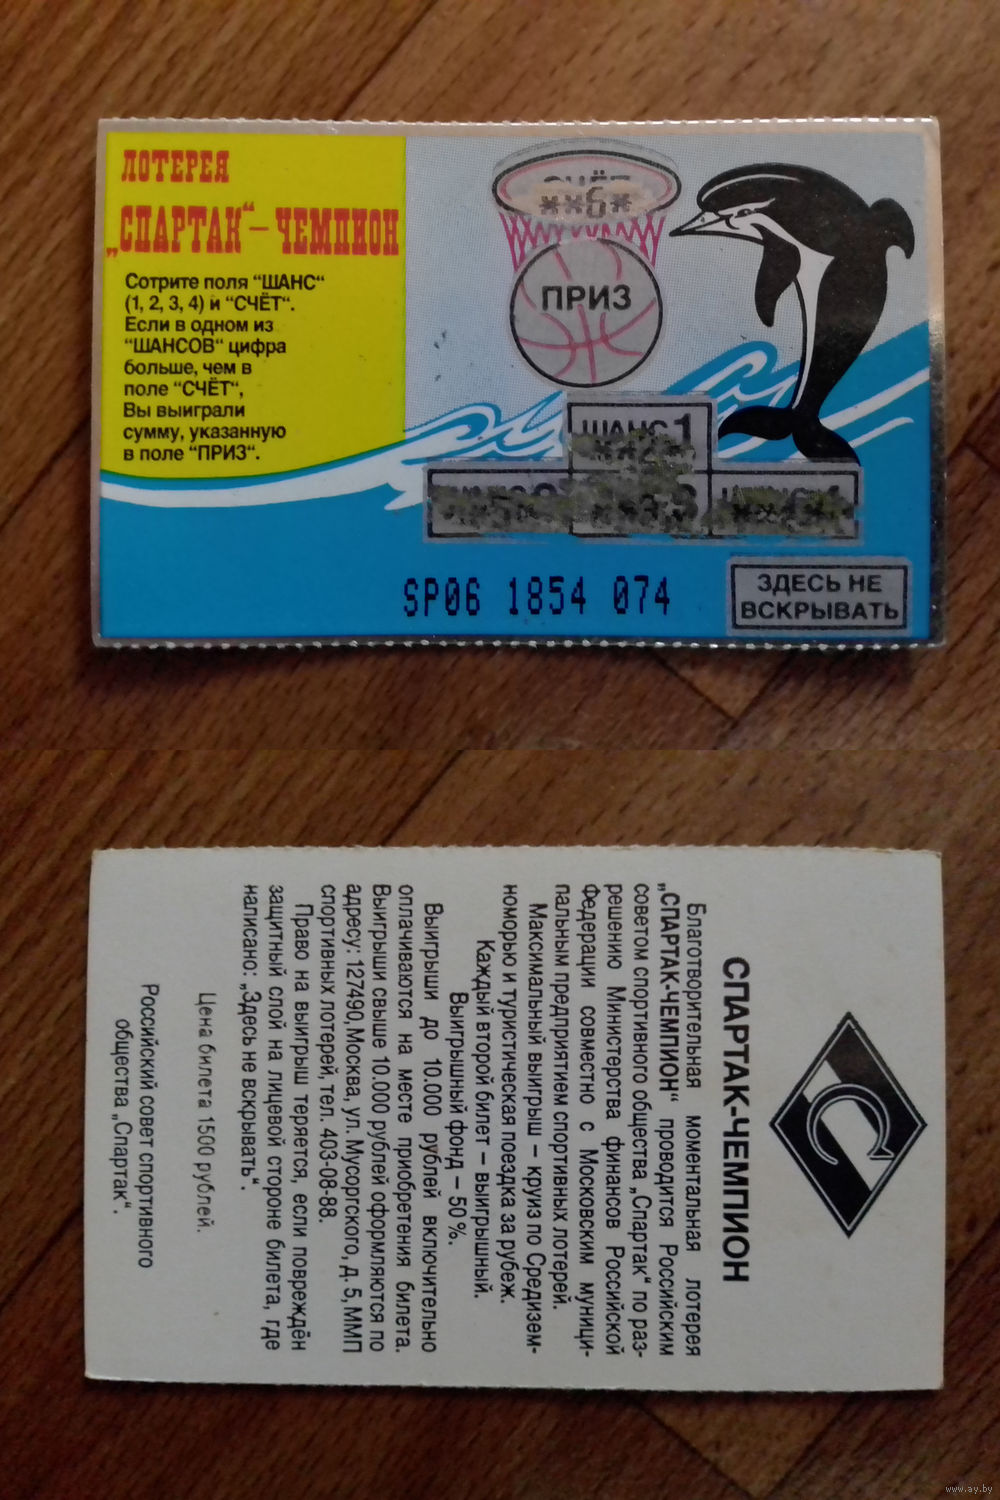 ЛОТЕРЕЯ
„СПАРТАК“ – ЧЕМПИОН
Сотрите поля “ШАНС“
(1, 2, 3, 4) и “СЧЁТ“.
Если в одном из
“ШАНСОВ“ цифра
больше, чем в
поле “СЧЁТ“,
Вы выиграли
сумму, указанную
в поле “ПРИЗ“.
**6*
ПРИЗ
ШАНС 1
SP06 1854 074
ЗДЕСЬ НЕ
ВСКРЫВАТЬ
С
СПАРТАК-ЧЕМПИОН
Благотворительная моментальная лотерея
„СПАРТАК-ЧЕМПИОН“ проводится Российским
советом спортивного общества „Спартак“ по раз-
решению Министерства финансов Российской
Федерации совместно с Московским муници-
пальным предприятием спортивных лотерей.
Максимальный выигрыш – круиз по Средизем-
номорью и туристическая поездка за рубеж.
Каждый второй билет – выигрышный.
Выигрышный фонд – 50%.
Выигрыши до 10.000 рублей включительно
оплачиваются на месте приобретения билета.
Выигрыши свыше 10.000 рублей оформляются по
адресу: 127490, Москва, ул. Мусоргского, д. 5, ММП
спортивных лотерей, тел. 403-08-88.
Право на выигрыш теряется, если повреждён
защитный слой на лицевой стороне билета, где
написано: „Здесь не вскрывать“.
Цена билета 1500 рублей.
Российский совет спортивного
общества „Спартак“.
www.ay.by